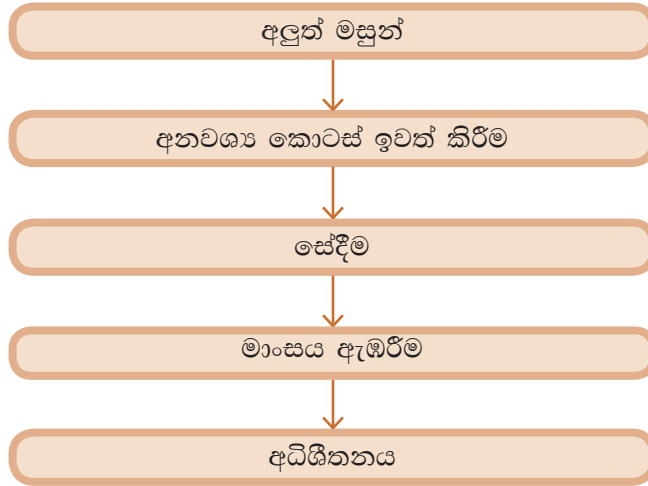 අලුත් මසුන්
අනවශ්‍ය කොටස් ඉවත් කිරීම
සේදීම
මාංසය ඇඹරීම
අධිශීතනය